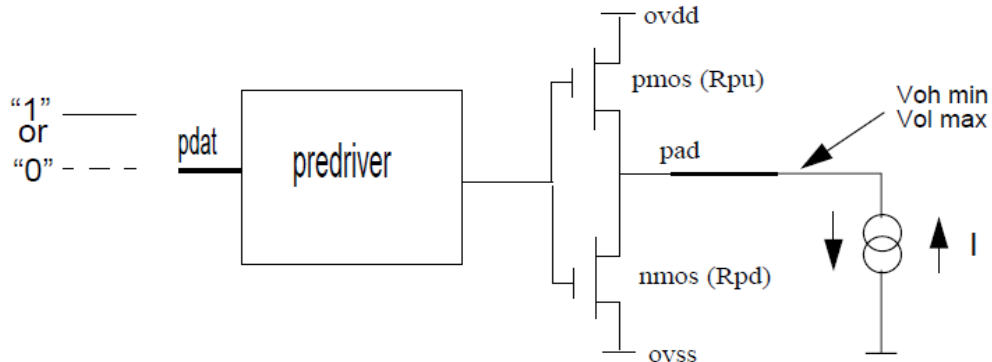 ovdd
pmos (Rpu)
Voh min
Vol max
“1”
or
“0”
pdat
predriver
pad
nmos (Rpd)
I
ovss